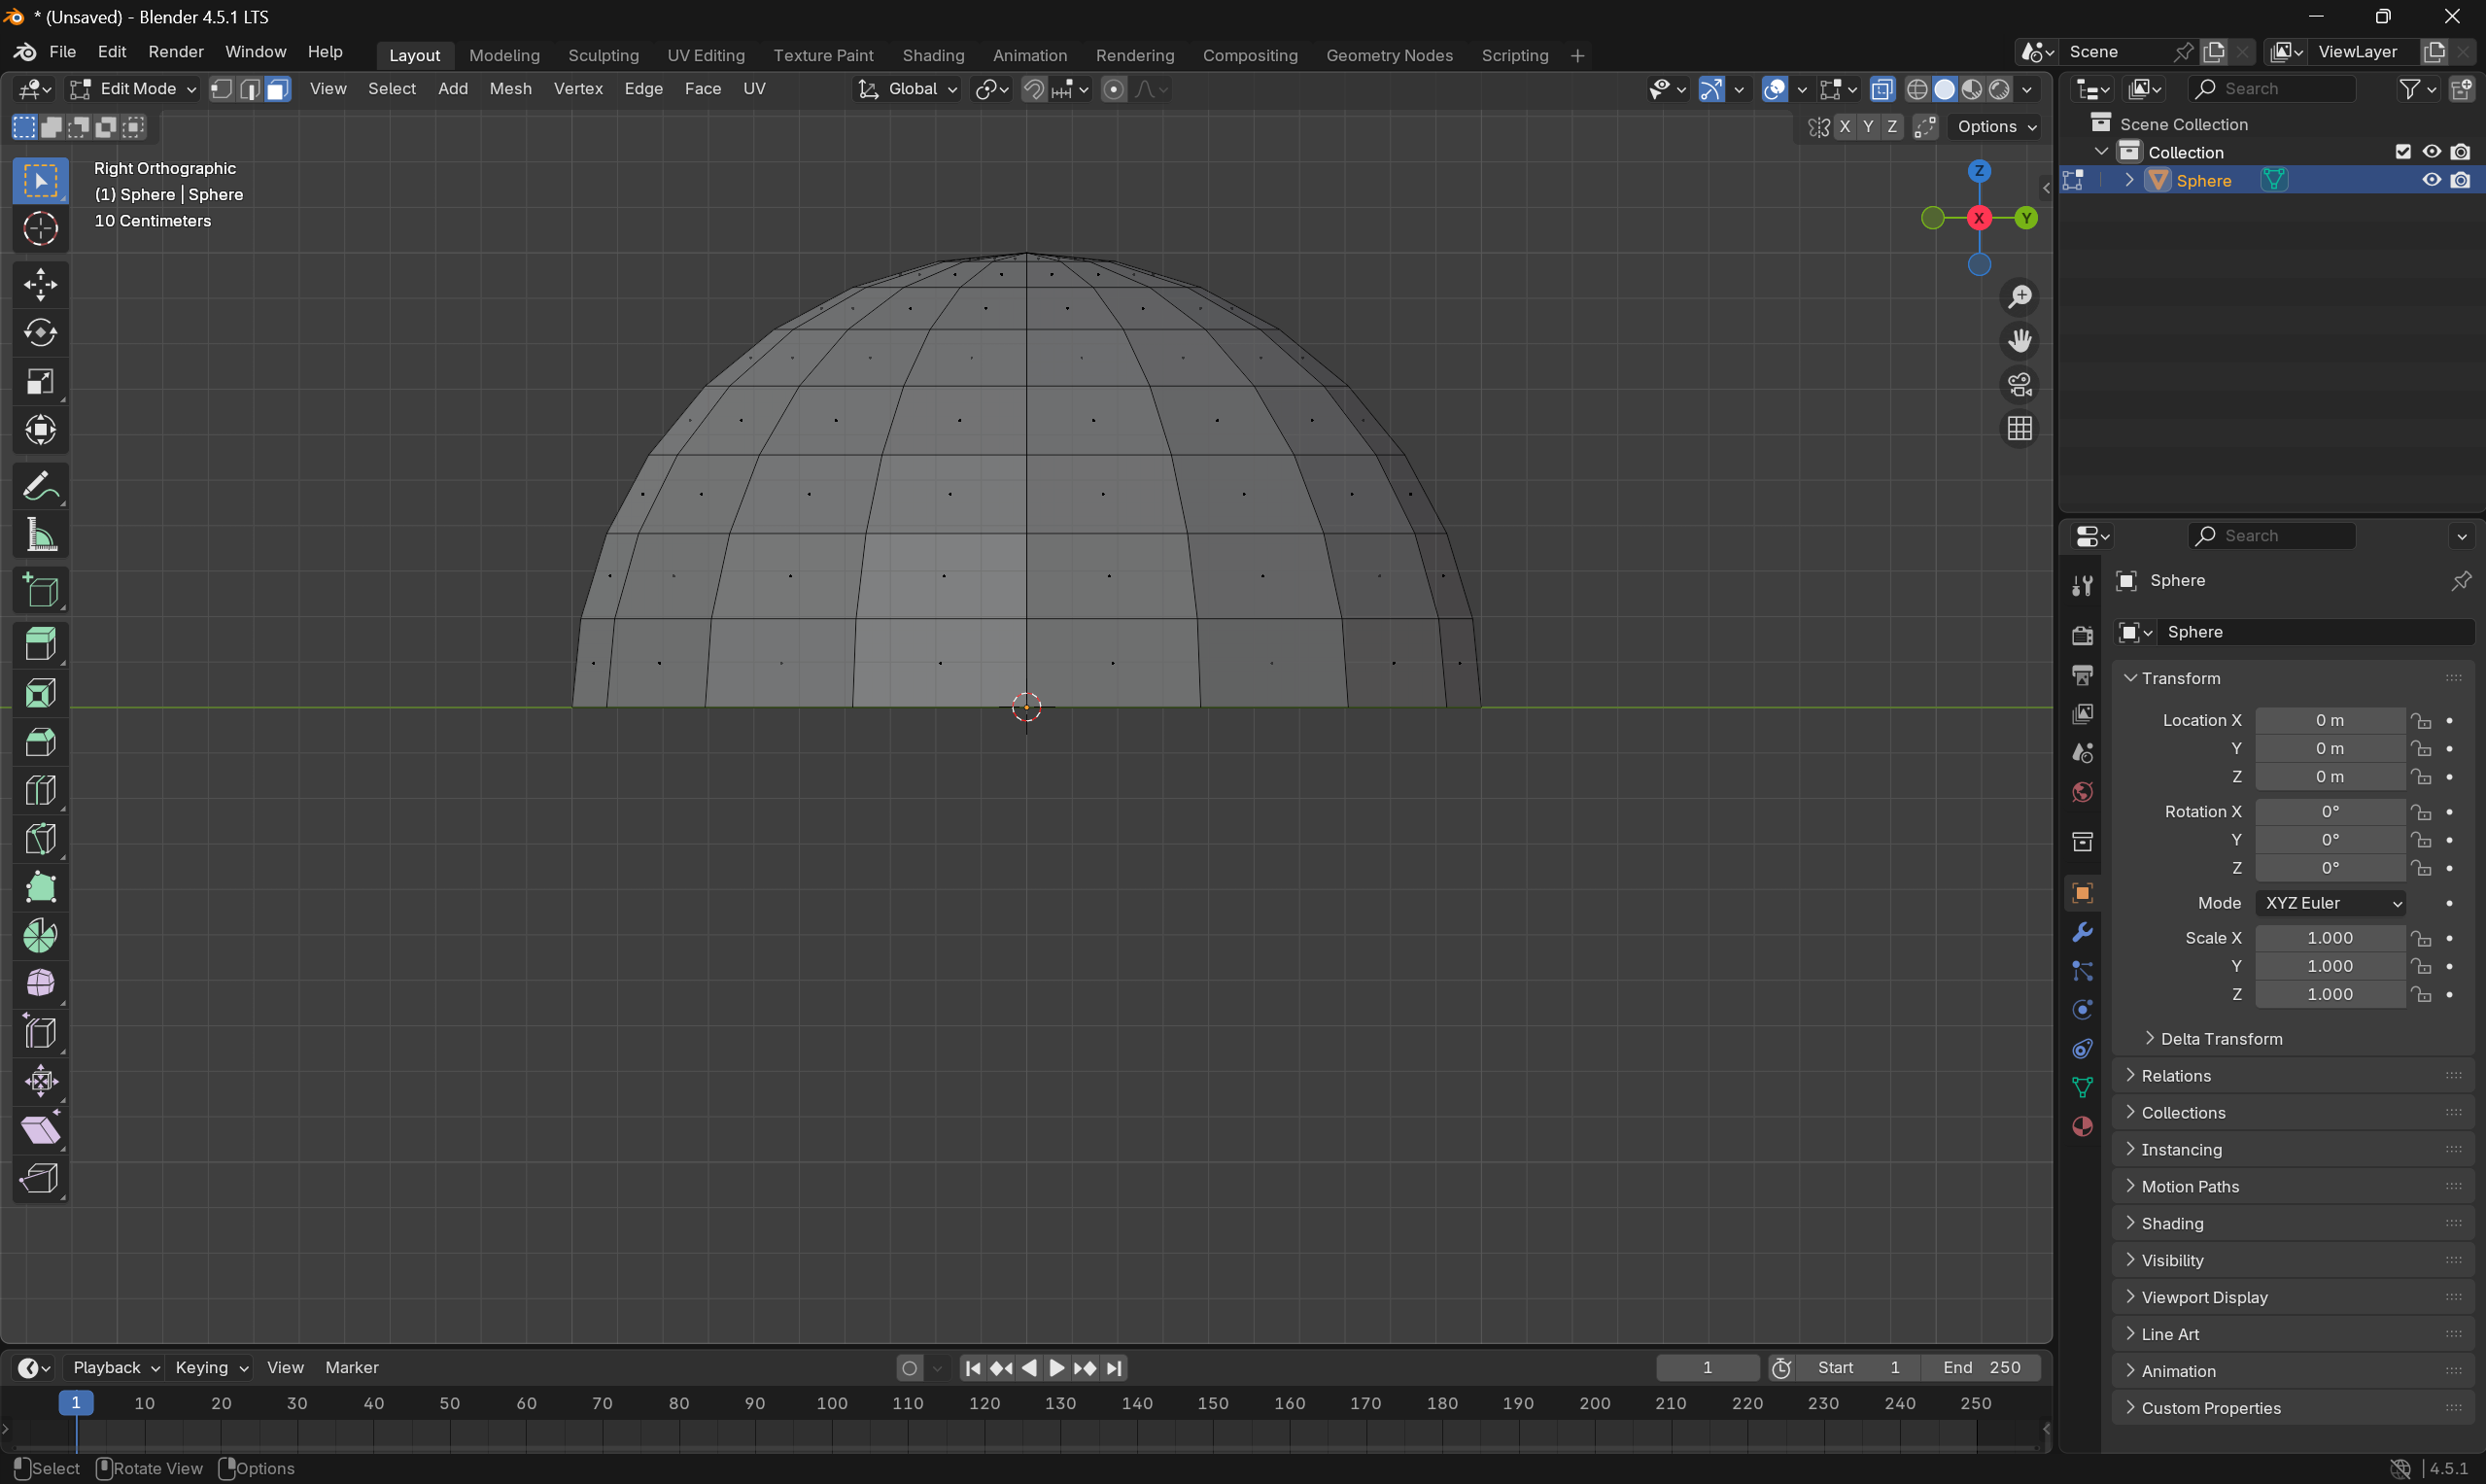 * (Unsaved) - Blender 4.5.1 LTS
File Edit Render Window Help Layout Modeling Sculpting UV Editing Texture Paint Shading Animation Rendering Compositing Geometry Nodes Scripting + Scene ViewLayer
Edit Mode View Select Add Mesh Vertex Edge Face UV Global Search
X Y Z Options
Scene Collection
Collection
Sphere
Right Orthographic
(1) Sphere | Sphere
10 Centimeters
Z
X Y
Search
Sphere
Sphere
Transform
Location X 0 m
Y 0 m
Z 0 m
Rotation X 0°
Y 0°
Z 0°
Mode XYZ Euler
Scale X 1.000
Y 1.000
Z 1.000
Delta Transform
Relations
Collections
Instancing
Motion Paths
Shading
Visibility
Viewport Display
Line Art
Animation
Custom Properties
Playback Keying View Marker 1 Start 1 End 250
1 10 20 30 40 50 60 70 80 90 100 110 120 130 140 150 160 170 180 190 200 210 220 230 240 250
Select Rotate View Options 4.5.1